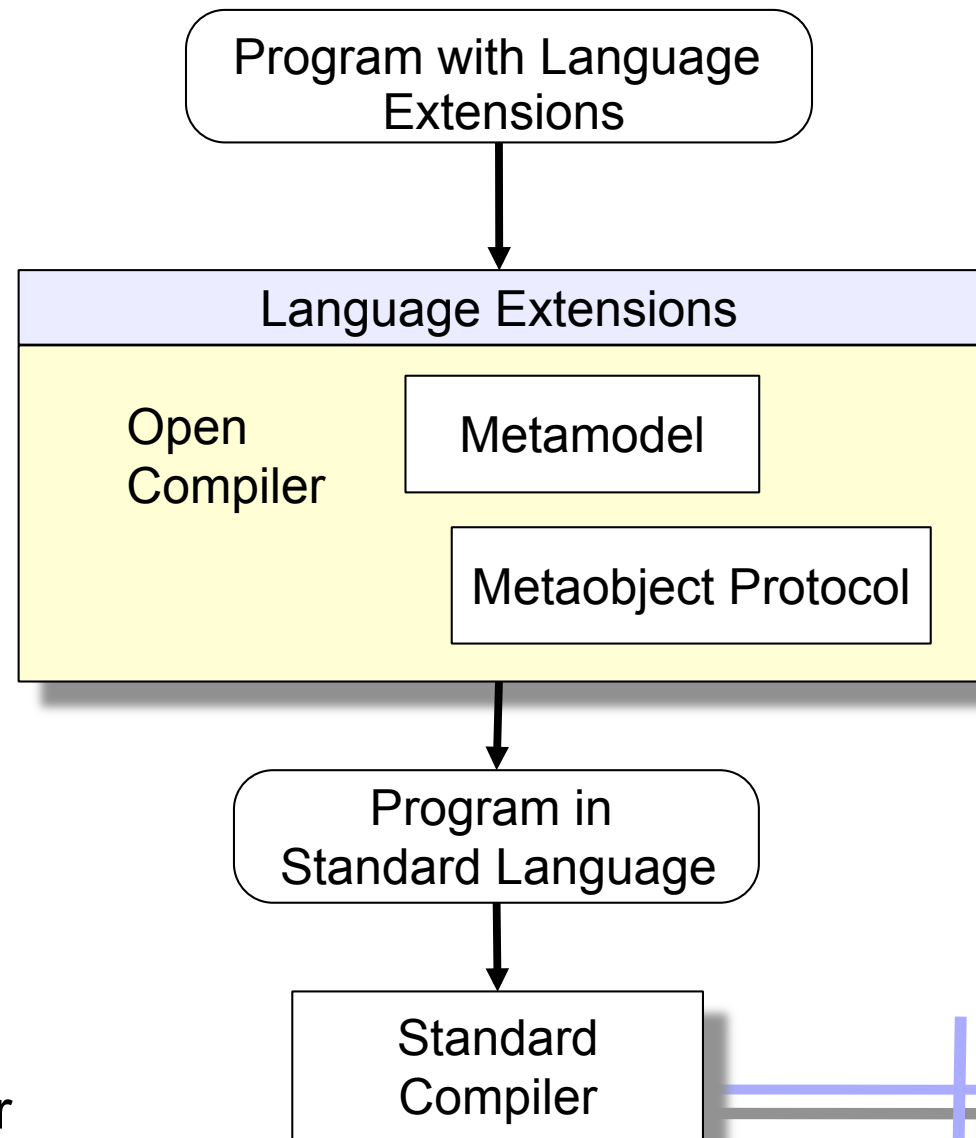 Program with Language
Extensions
Language Extensions
Open
Compiler
Metamodel
Metaobject Protocol
Program in
Standard Language
Standard
Compiler